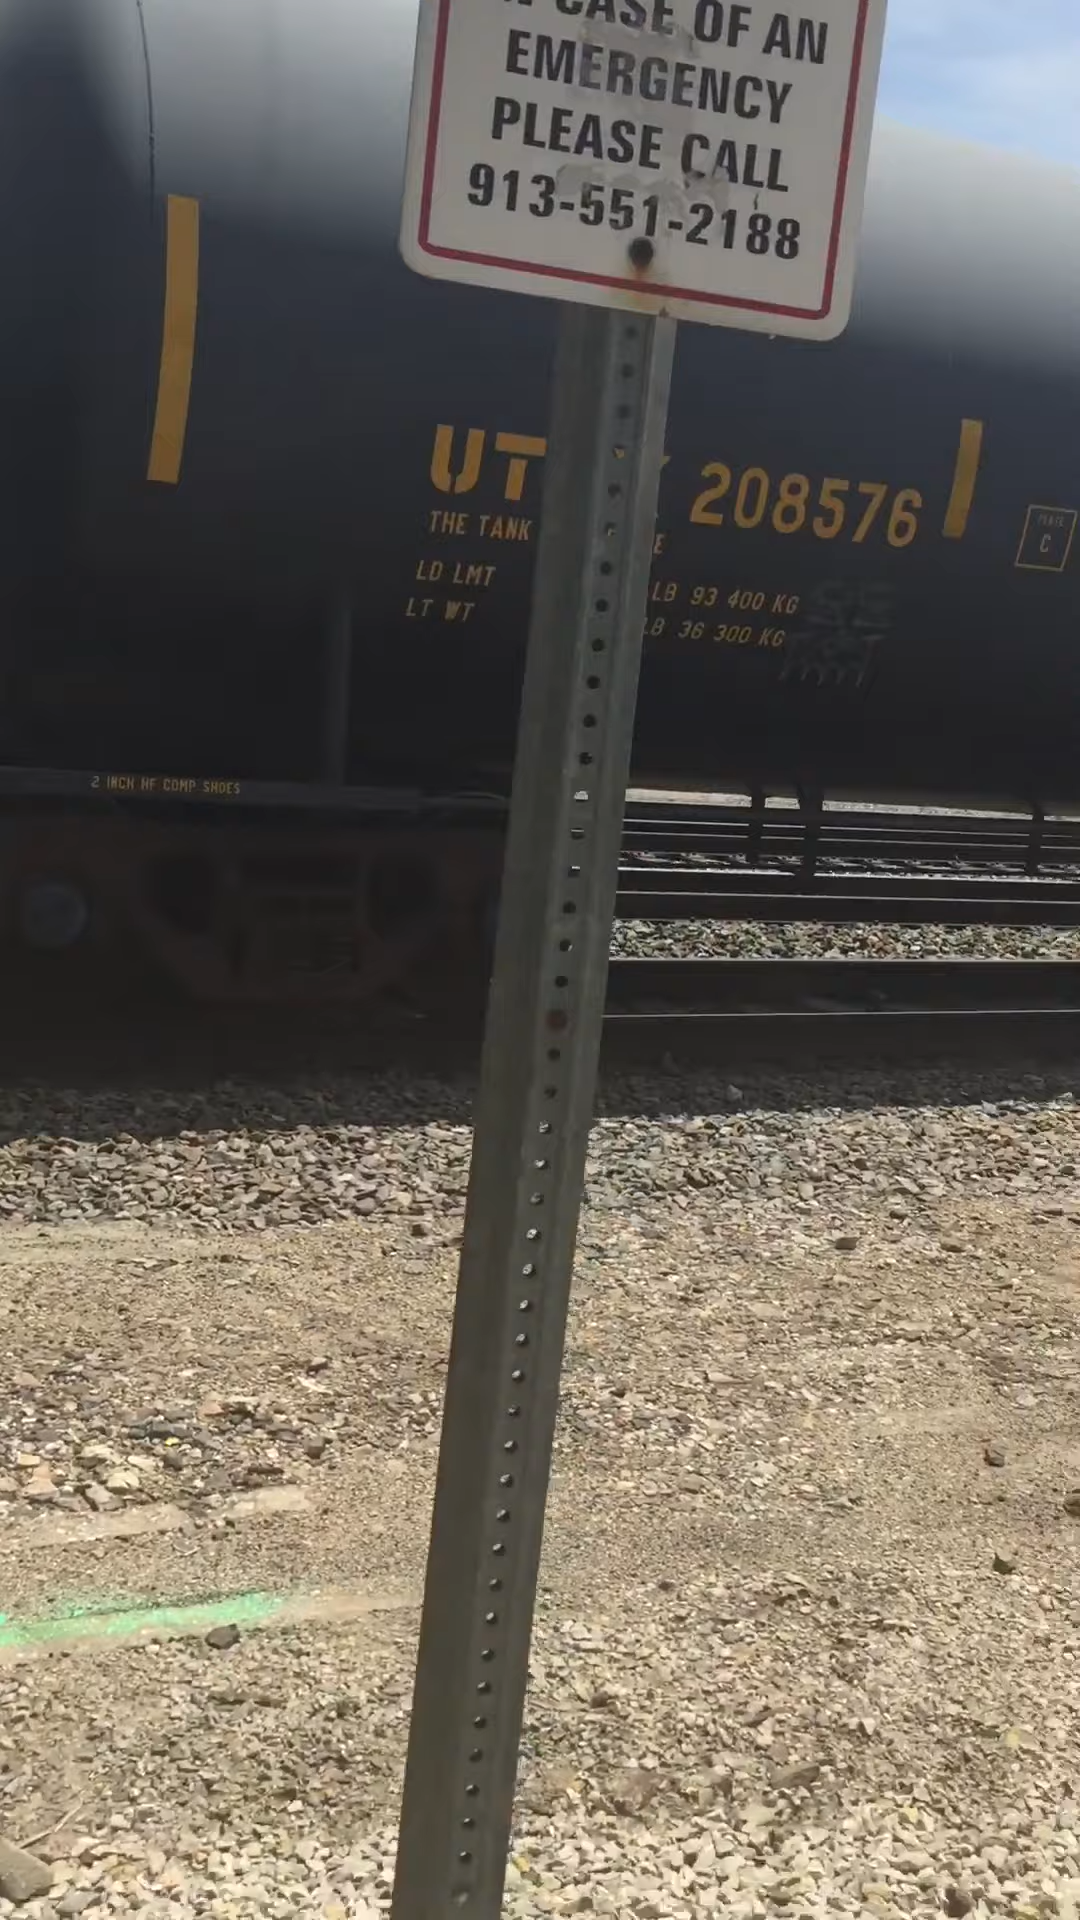 CASE OF AN
EMERGENCY
PLEASE CALL
913-551-2188
UT 208576
THE TANK E
LD LMT LB 93 400 KG
LT WT LB 36 300 KG
PLATE
C
2 INCH HF COMP SHOES